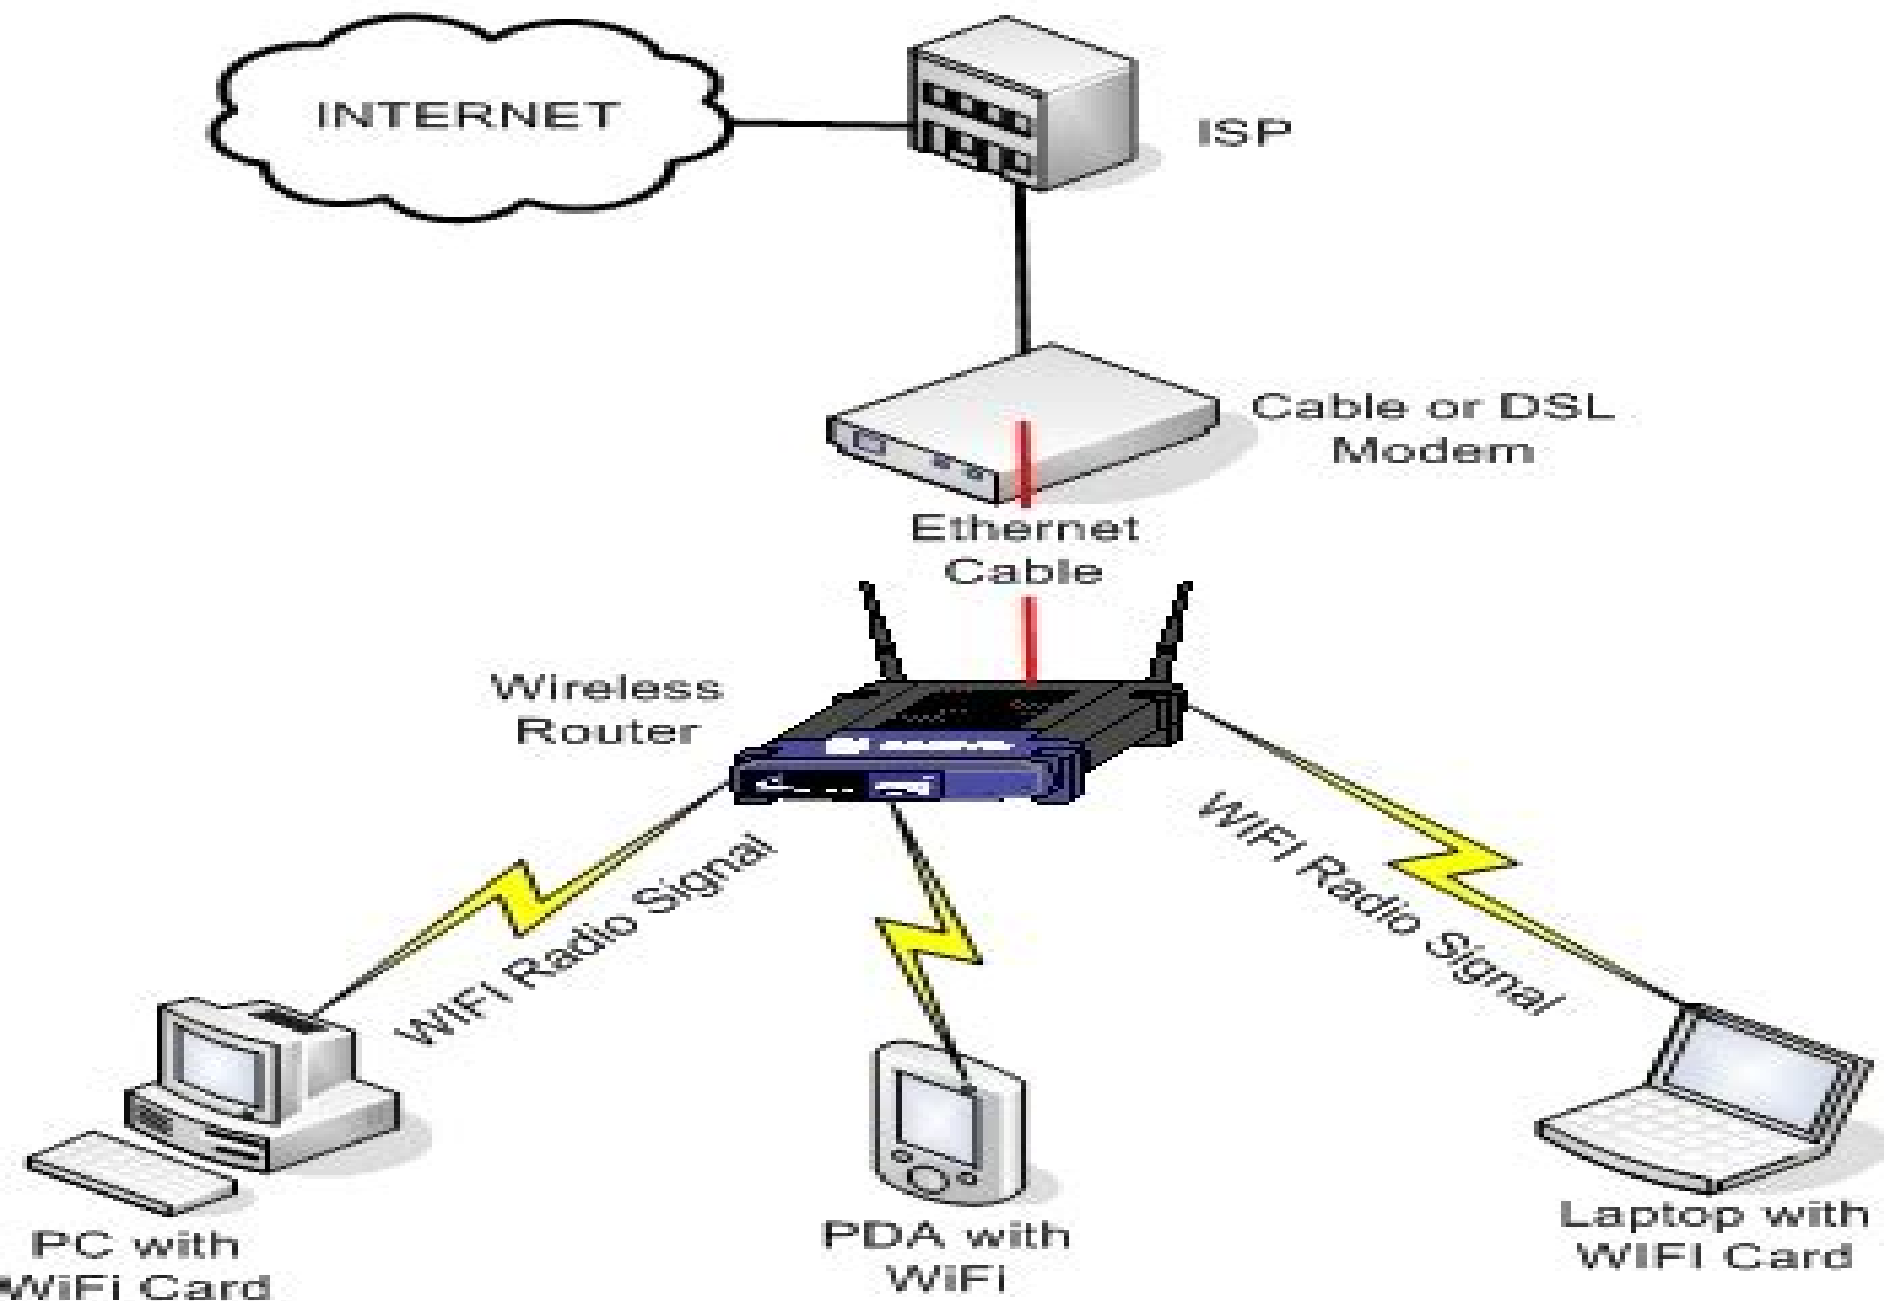 INTERNET
ISP
Cable or DSL
Modem
Ethernet
Cable
Wireless
Router
WIFI Radio Signal
WIFI Radio Signal
PC with
WiFi Card
PDA with
WiFi
Laptop with
WIFI Card